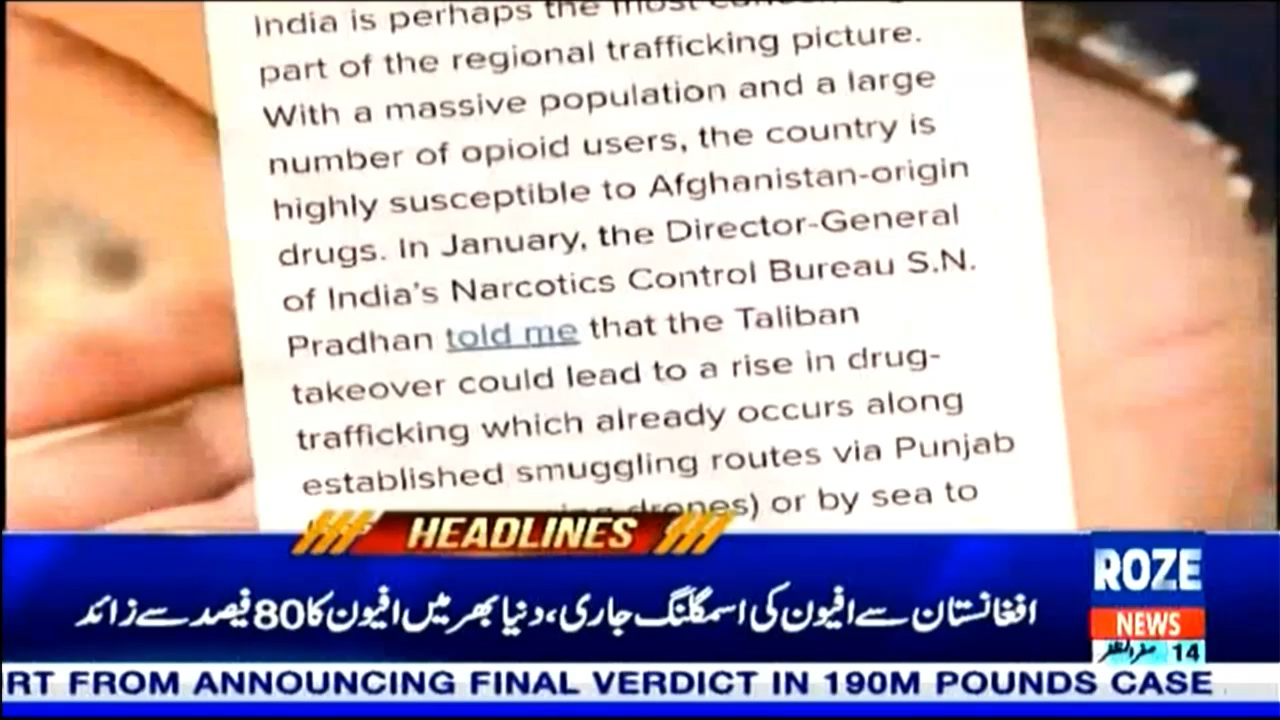 India is perhaps the most
part of the regional trafficking picture.
With a massive population and a large
number of opioid users, the country is
highly susceptible to Afghanistan-origin
drugs. In January, the Director-General
of India's Narcotics Control Bureau S.N.
Pradhan told me that the Taliban
takeover could lead to a rise in drug-
trafficking which already occurs along
established smuggling routes via Punjab
drones) or by sea to
HEADLINES
افغانستان سے افیون کی اسمگلنگ جاری، دنیا بھر میں افیون کا 80 فیصد سے زائد
ROZE
NEWS
14 صفر المظفر
RT FROM ANNOUNCING FINAL VERDICT IN 190M POUNDS CASE